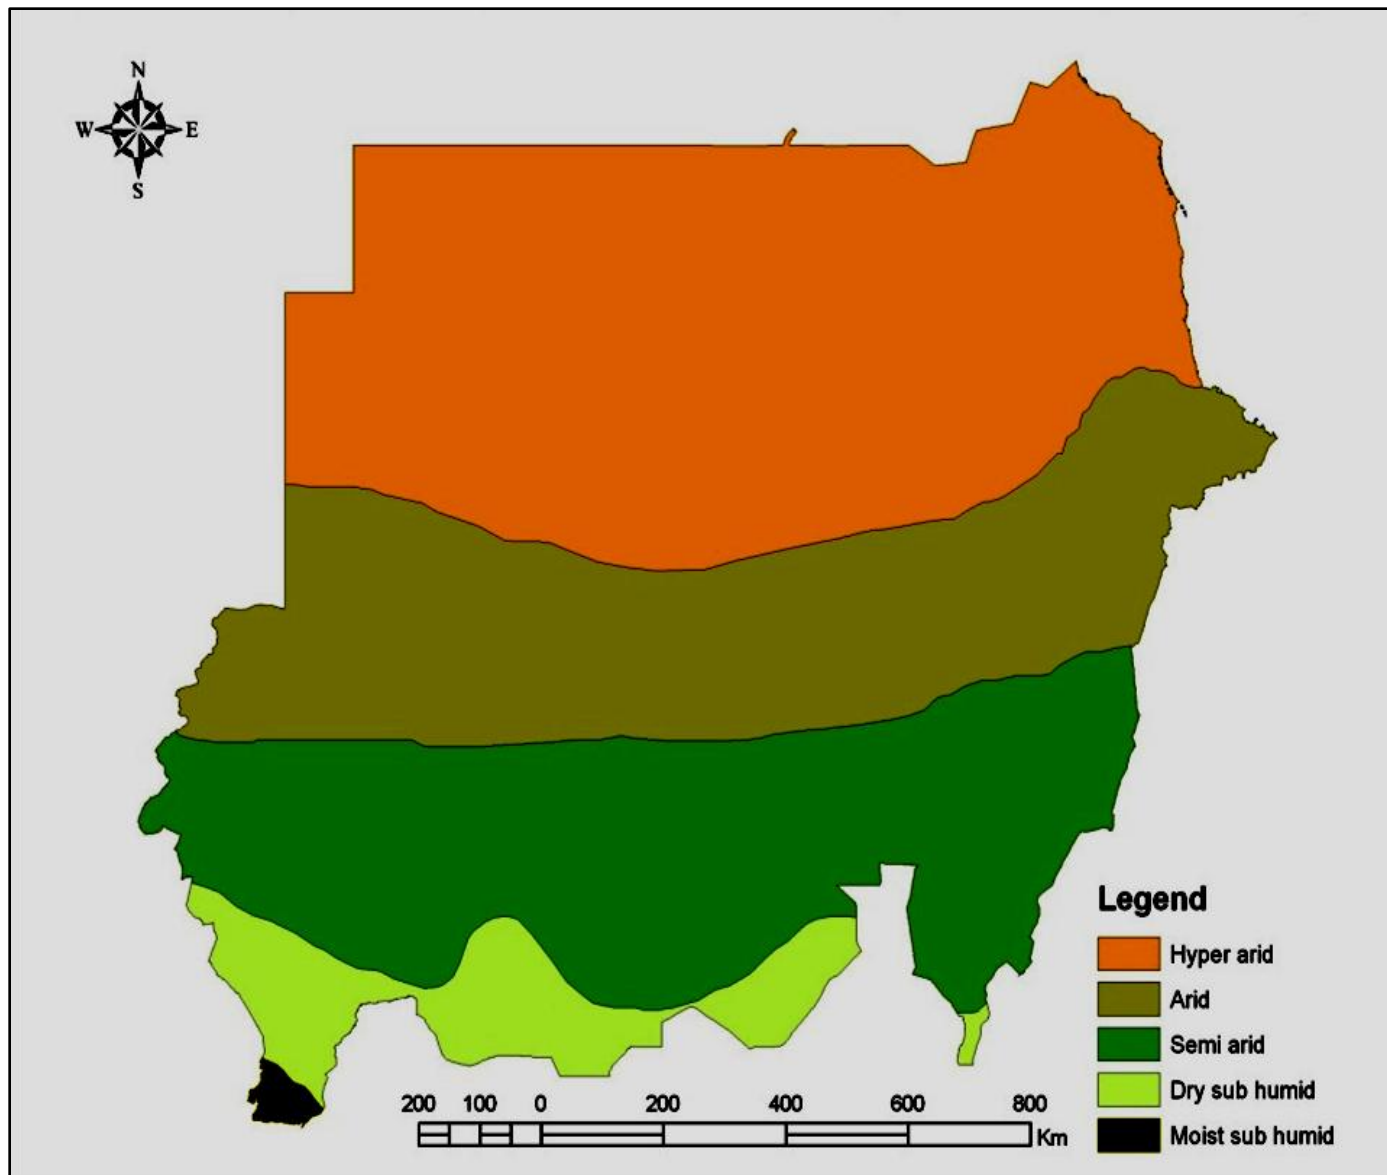 N
W E
S
Legend
Hyper arid
Arid
Semi arid
Dry sub humid
Moist sub humid
200 100 0 200 400 600 800
Km